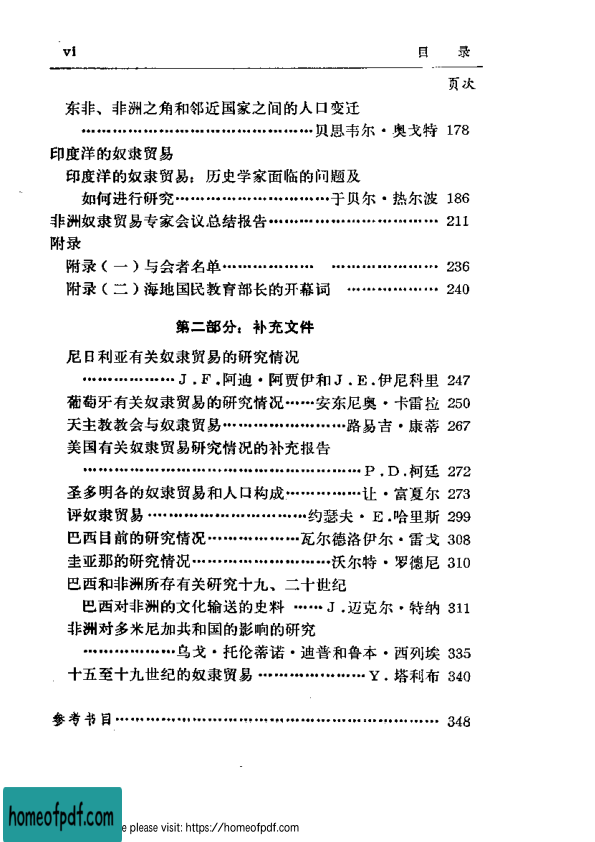 vi 目 录
页次
东非、非洲之角和邻近国家之间的人口变迁
……………………………………贝思韦尔·奥戈特 178
印度洋的奴隶贸易
印度洋的奴隶贸易：历史学家面临的问题及
如何进行研究…………………………于贝尔·热尔波 186
非洲奴隶贸易专家会议总结报告…………………………… 211
附录
附录(一)与会者名单……………… ………………… 236
附录(二)海地国民教育部长的开幕词 ……………… 240
第二部分：补充文件
尼日利亚有关奴隶贸易的研究情况
………………J.F.阿迪·阿贾伊和J.E.伊尼科里 247
葡萄牙有关奴隶贸易的研究情况……安东尼奥·卡雷拉 250
天主教教会与奴隶贸易……………………路易吉·康蒂 267
美国有关奴隶贸易研究情况的补充报告
………………………………………………P.D.柯廷 272
圣多明各的奴隶贸易和人口构成……………让·富夏尔 273
评奴隶贸易…………………………约瑟夫·E.哈里斯 299
巴西目前的研究情况………………瓦尔德洛伊尔·雷戈 308
圭亚那的研究情况………………………沃尔特·罗德尼 310
巴西和非洲所存有关研究十九、二十世纪
巴西对非洲的文化输送的史料 ……J.迈克尔·特纳 311
非洲对多米尼加共和国的影响的研究
………………乌戈·托伦蒂诺·迪普和鲁本·西列埃 335
十五至十九世纪的奴隶贸易 …………………Y.塔利布 340
参考书目…………………………………………………… 348
homeofpdf.com
e please visit: https://homeofpdf.com